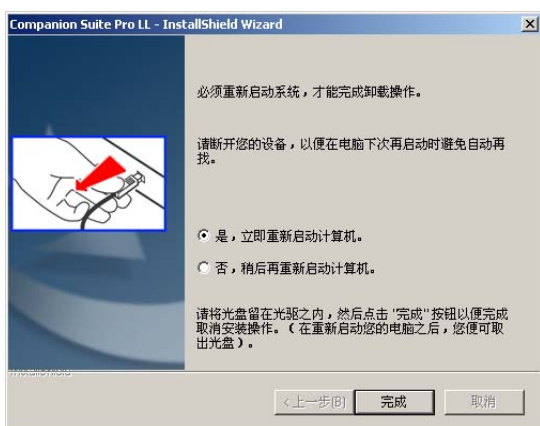 Companion Suite Pro LL - InstallShield Wizard
必须重新启动系统，才能完成卸载操作。
请断开您的设备，以便在电脑下次再启动时避免自动再
找。
是，立即重新启动计算机。
否，稍后再重新启动计算机。
请将光盘留在光驱之内，然后点击 '完成"按钮以便完成
取消安装操作。（在重新启动您的电脑之后，您便可取
出光盘）。
InstallShield
<上一步(B)
完成
取消